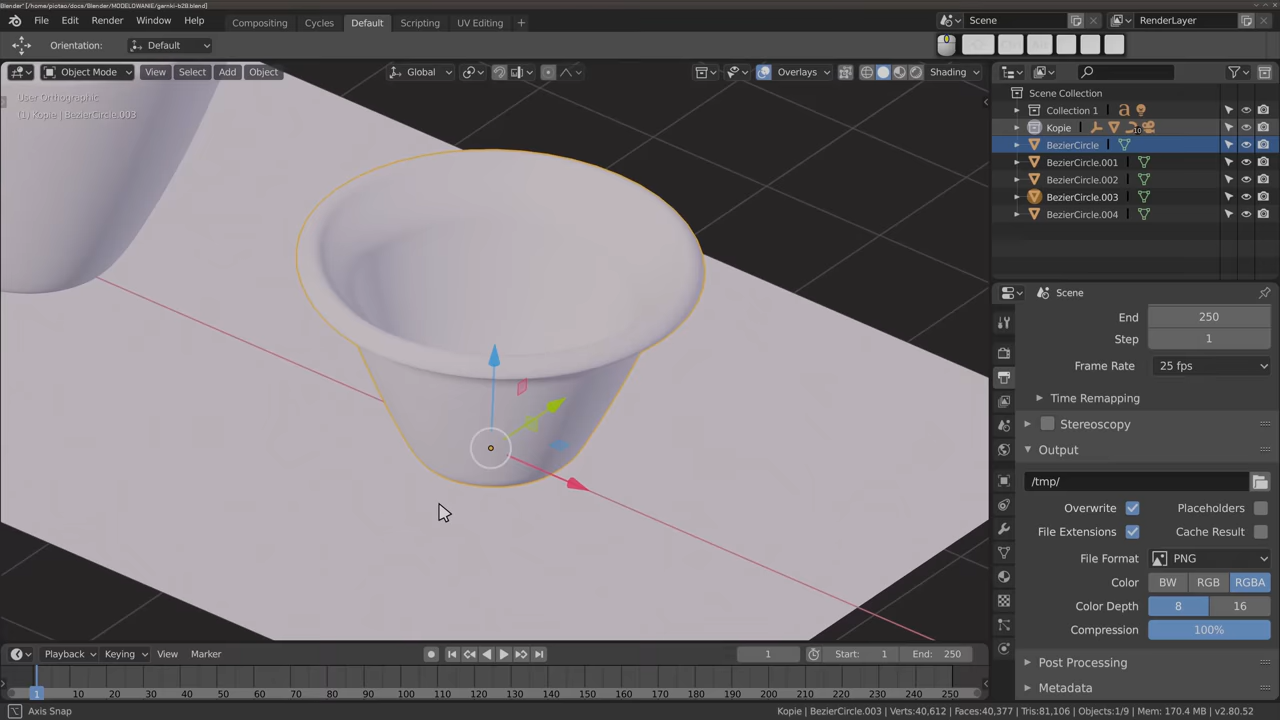 Blender* [/home/piotao/docs/Blender/MODELOWANIE/garnki-b28.blend]
File Edit Render Window Help Compositing Cycles Default Scripting UV Editing + Scene RenderLayer
Orientation: Default
Object Mode View Select Add Object Global Overlays Shading
User Orthographic
(1) Kopie | BezierCircle.003
Scene Collection
Collection 1
Kopie 10
BezierCircle
BezierCircle.001
BezierCircle.002
BezierCircle.003
BezierCircle.004
Scene
End 250
Step 1
Frame Rate 25 fps
Time Remapping
Stereoscopy
Output
/tmp/
Overwrite Placeholders
File Extensions Cache Result
File Format PNG
Color BW RGB RGBA
Color Depth 8 16
Compression 100%
Post Processing
Metadata
Playback Keying View Marker 1 Start: 1 End: 250
1 10 20 30 40 50 60 70 80 90 100 110 120 130 140 150 160 170 180 190 200 210 220 230 240 250
Axis Snap Kopie | BezierCircle.003 | Verts:40,612 | Faces:40,377 | Tris:81,106 | Objects:1/9 | Mem: 170.4 MB | v2.80.52